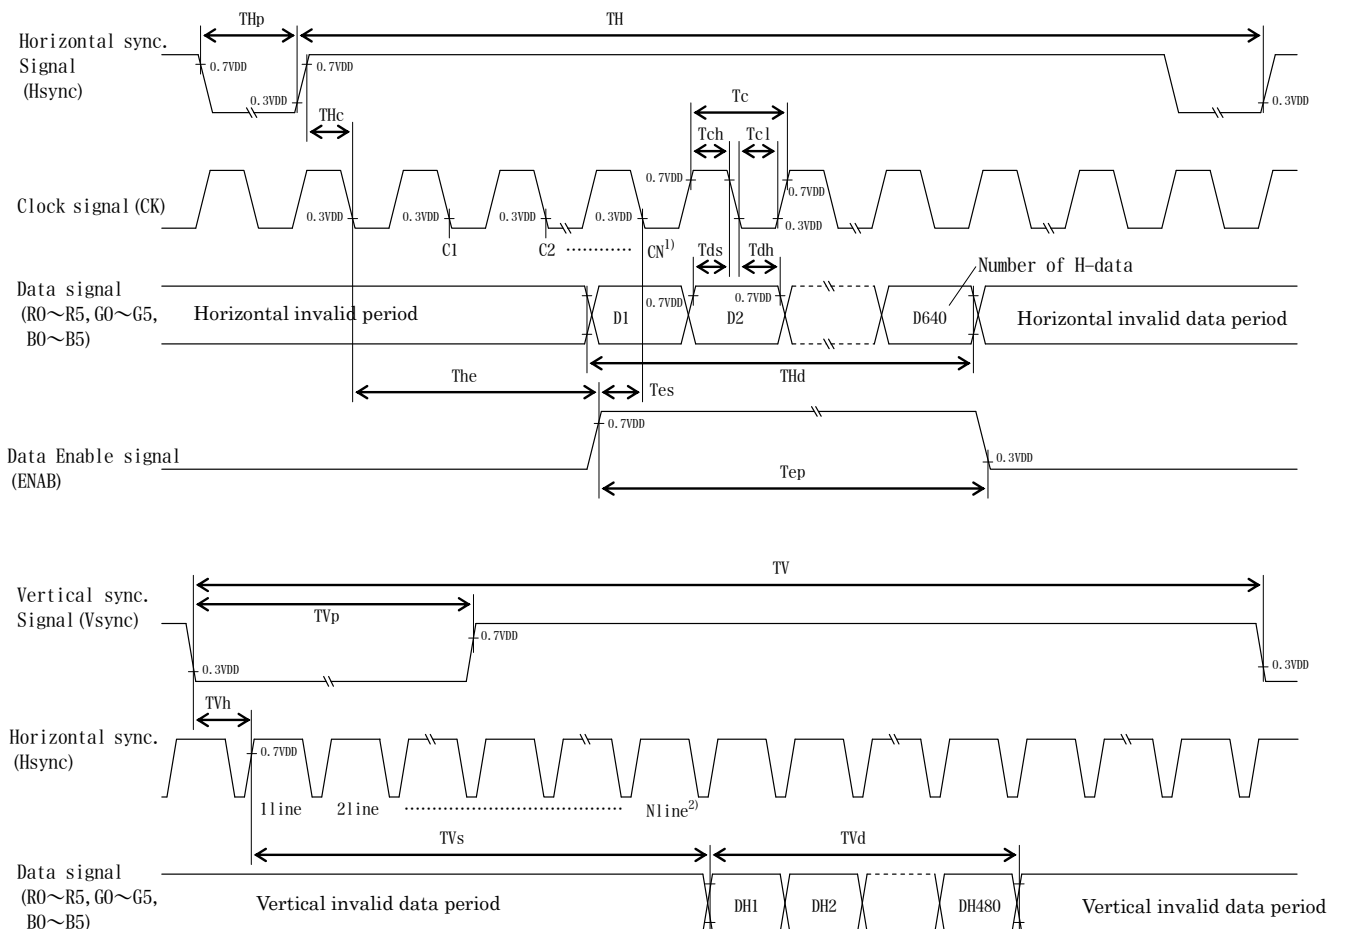 THp
TH
Horizontal sync.
Signal
(Hsync)
0.7VDD
0.7VDD
0.3VDD
0.3VDD
THc
Tc
Tch
Tcl
Clock signal(CK)
0.7VDD
0.7VDD
0.3VDD
0.3VDD
0.3VDD
0.3VDD
0.3VDD
C1
C2
CN1)
Tds
Tdh
Number of H-data
Data signal
(R0～R5,G0～G5,
B0～B5)
Horizontal invalid period
0.7VDD
0.7VDD
D1
D2
D640
Horizontal invalid data period
The
Tes
THd
0.7VDD
Data Enable signal
(ENAB)
0.3VDD
Tep
TV
Vertical sync.
Signal(Vsync)
TVp
0.7VDD
0.3VDD
0.3VDD
TVh
Horizontal sync.
(Hsync)
0.7VDD
1line
2line
Nline2)
TVs
TVd
Data signal
(R0～R5,G0～G5,
B0～B5)
Vertical invalid data period
DH1
DH2
DH480
Vertical invalid data period